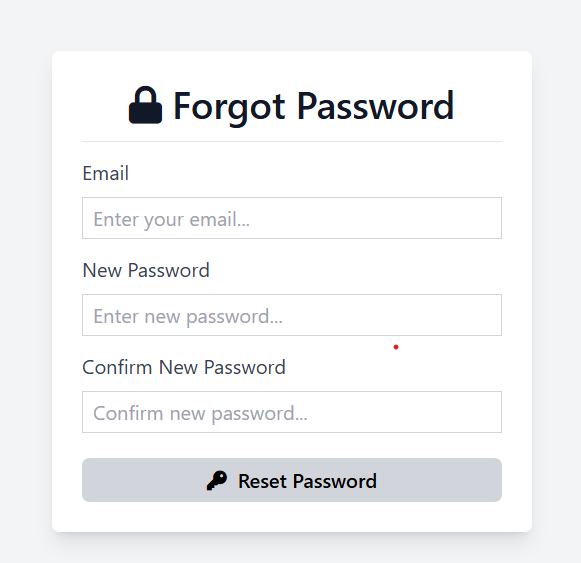 Forgot Password
Email
Enter your email...
New Password
Enter new password...
Confirm New Password
Confirm new password...
Reset Password